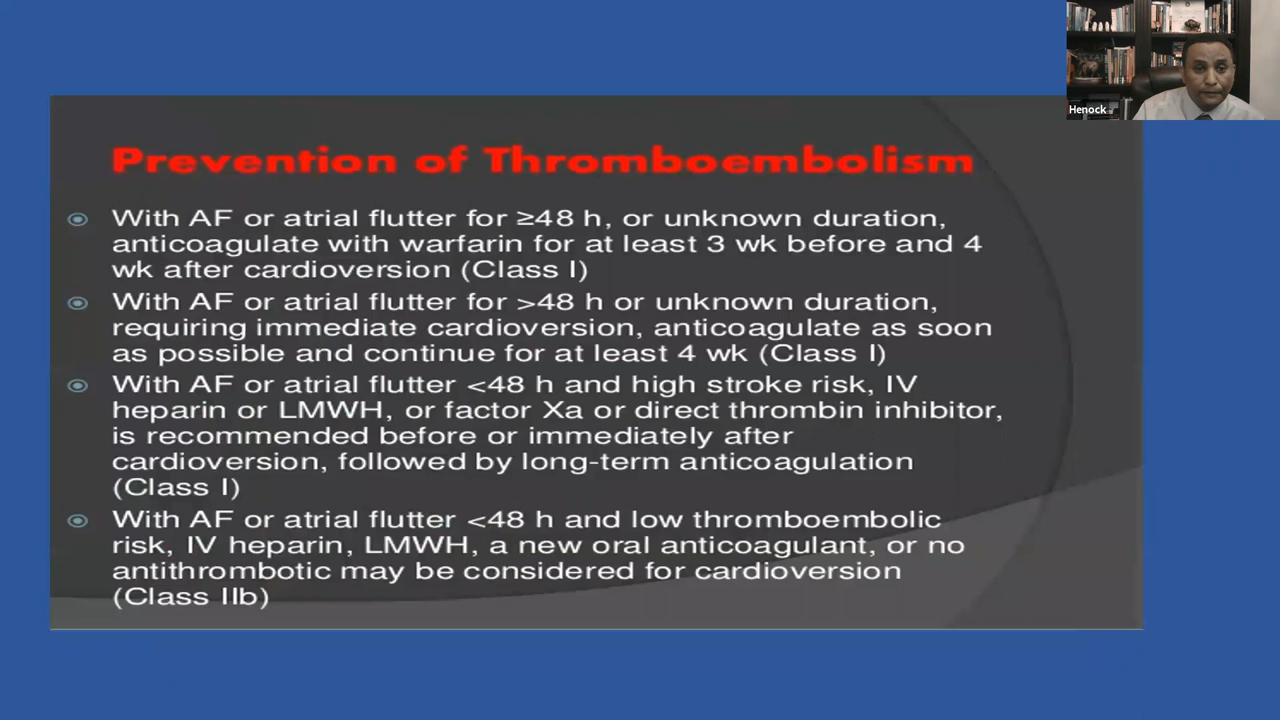 Henock
Prevention of Thromboembolism
With AF or atrial flutter for ≥48 h, or unknown duration,
anticoagulate with warfarin for at least 3 wk before and 4
wk after cardioversion (Class I)
With AF or atrial flutter for >48 h or unknown duration,
requiring immediate cardioversion, anticoagulate as soon
as possible and continue for at least 4 wk (Class I)
With AF or atrial flutter <48 h and high stroke risk, IV
heparin or LMWH, or factor Xa or direct thrombin inhibitor,
is recommended before or immediately after
cardioversion, followed by long-term anticoagulation
(Class I)
With AF or atrial flutter <48 h and low thromboembolic
risk, IV heparin, LMWH, a new oral anticoagulant, or no
antithrombotic may be considered for cardioversion
(Class IIb)